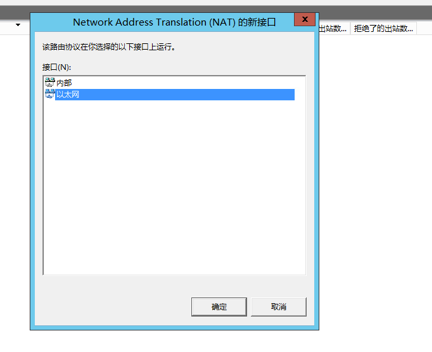 Network Address Translation (NAT) 的新接口
出站数... 拒绝了的出站数...
该路由协议在你选择的以下接口上运行。
接口(N):
内部
以太网
确定 取消